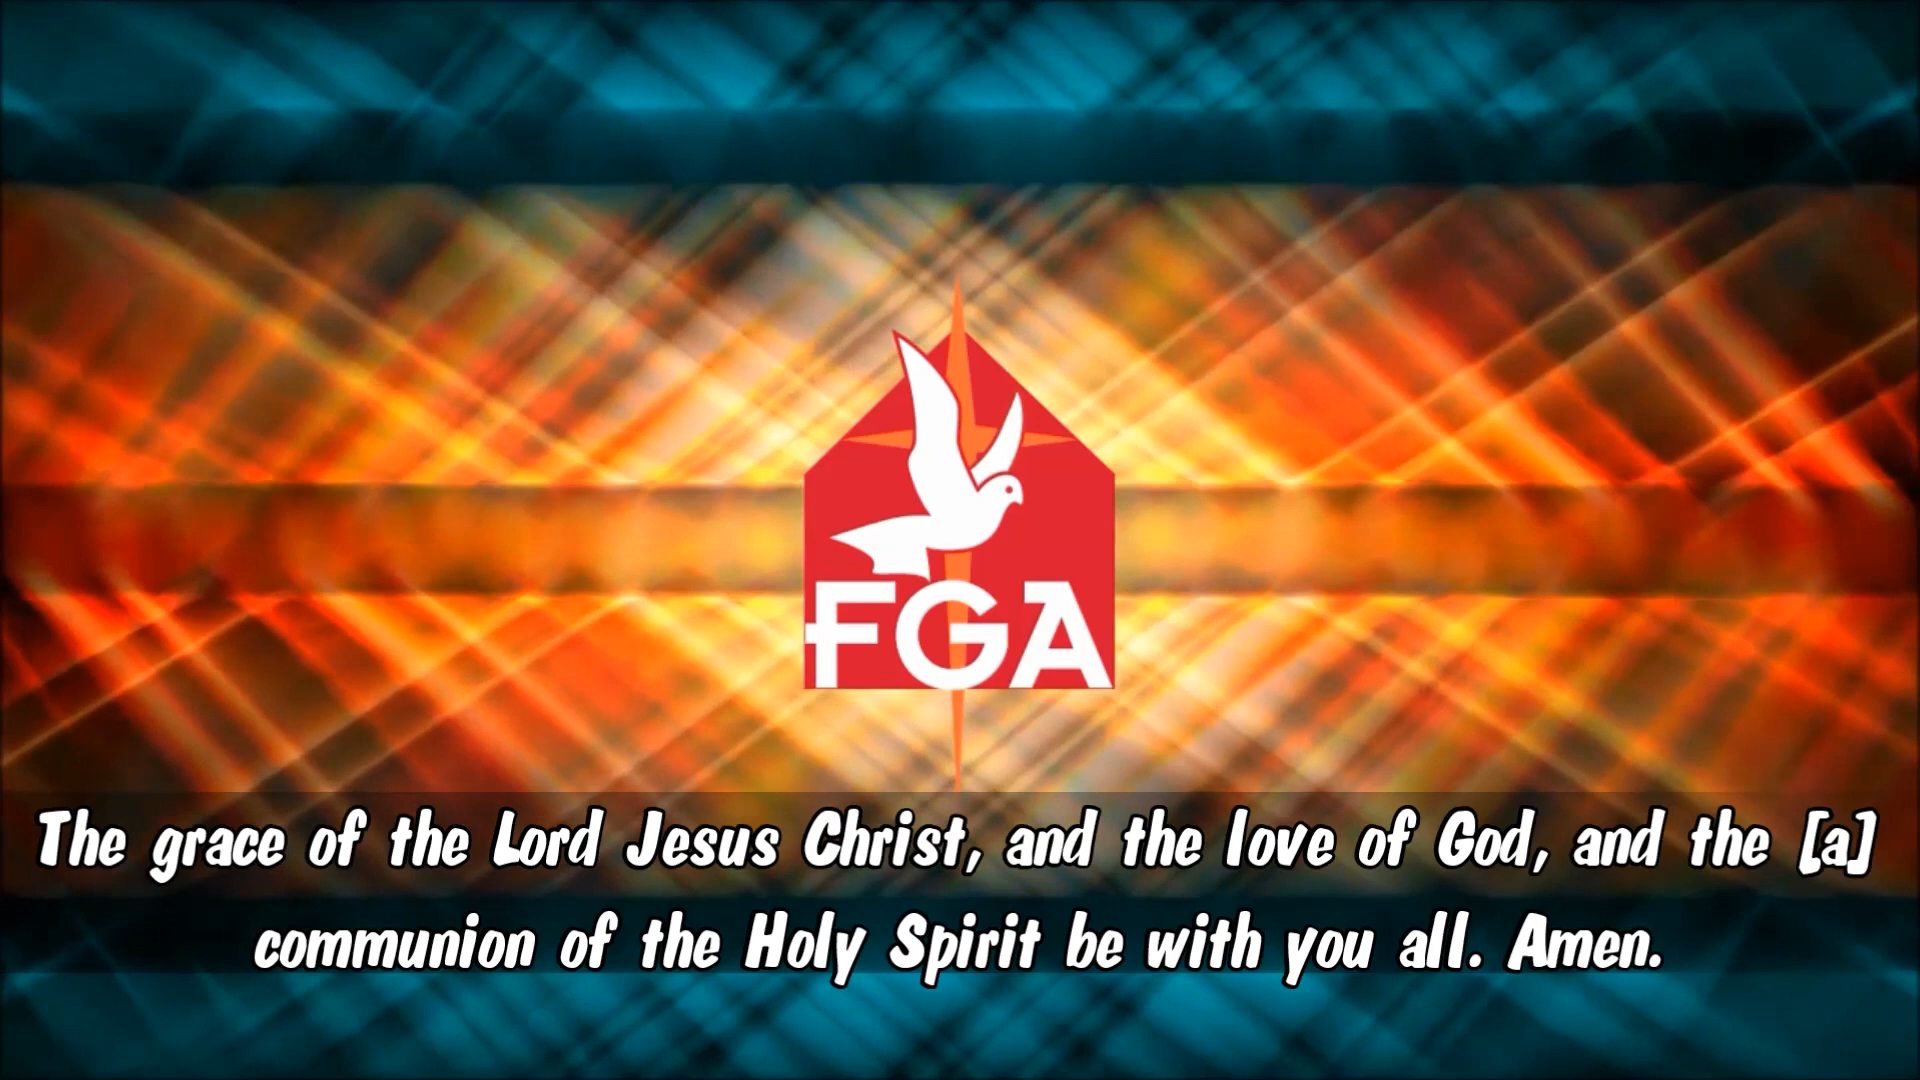 FGA
The grace of the Lord Jesus Christ, and the love of God, and the [a]
communion of the Holy Spirit be with you all. Amen.